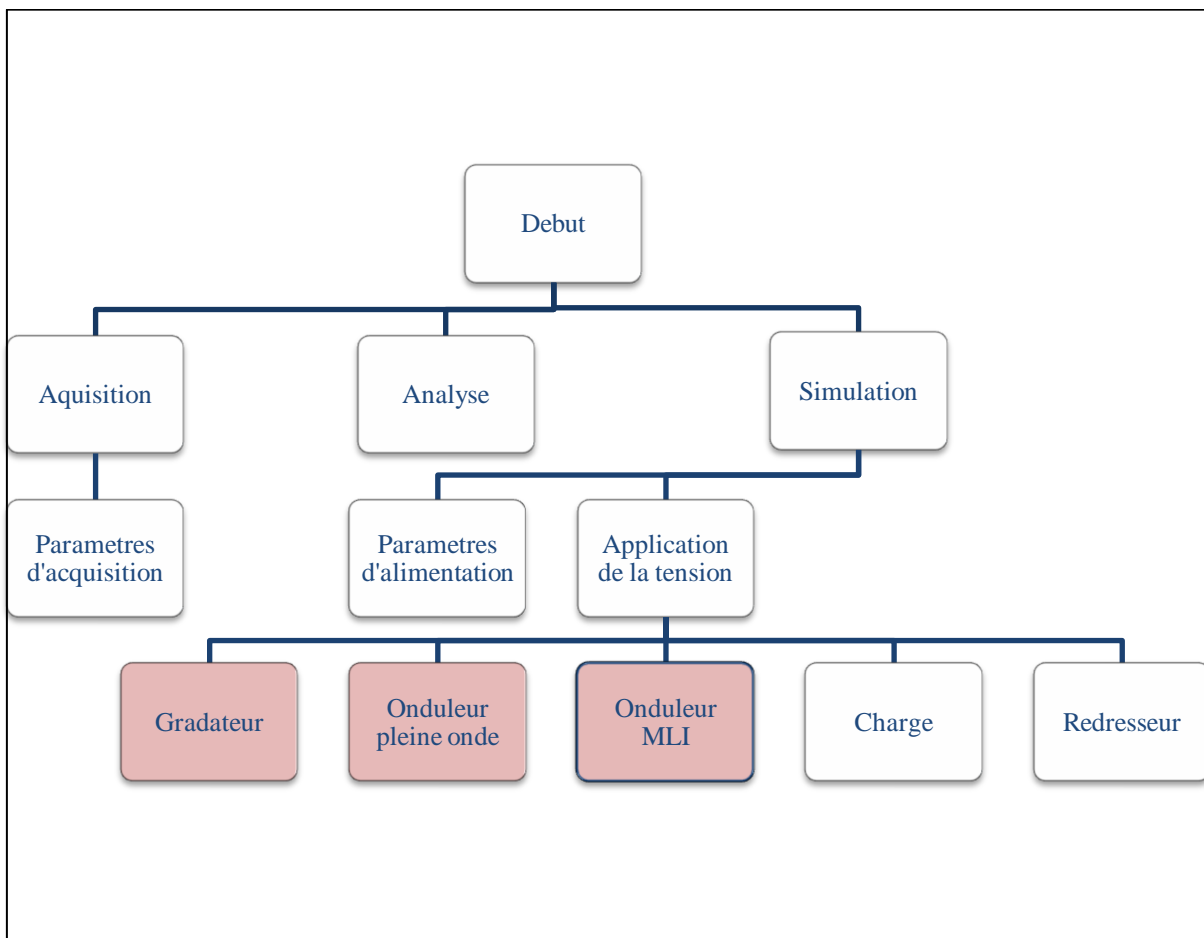 Debut
Aquisition
Analyse
Simulation
Parametres
d'acquisition
Parametres
d'alimentation
Application
de la tension
Gradateur
Onduleur
pleine onde
Onduleur
MLI
Charge
Redresseur